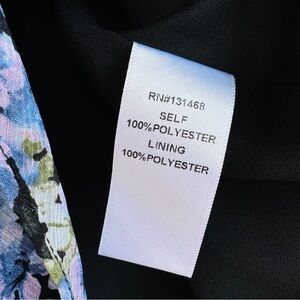 RN#131468
SELF
100%POLYESTER
LINING
100%POLYESTER